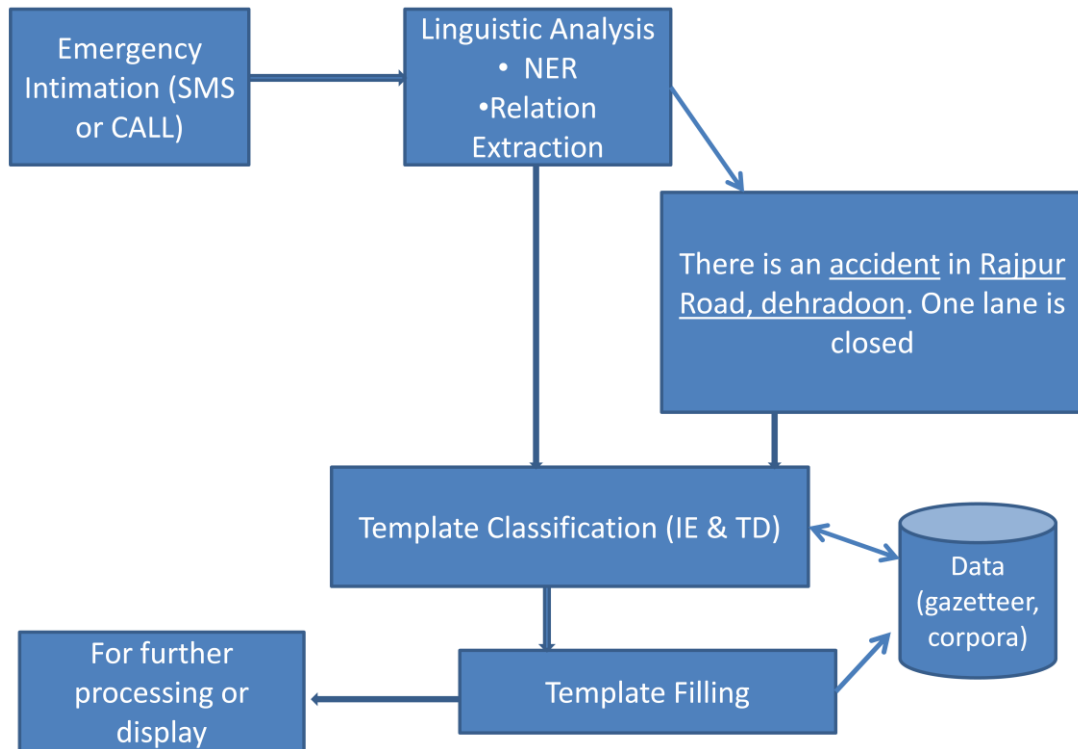 Emergency
Intimation (SMS
or CALL)
Linguistic Analysis
• NER
•Relation
Extraction
There is an accident in Rajpur
Road, dehradoon. One lane is
closed
Template Classification (IE & TD)
Data
(gazetteer,
corpora)
Template Filling
For further
processing or
display